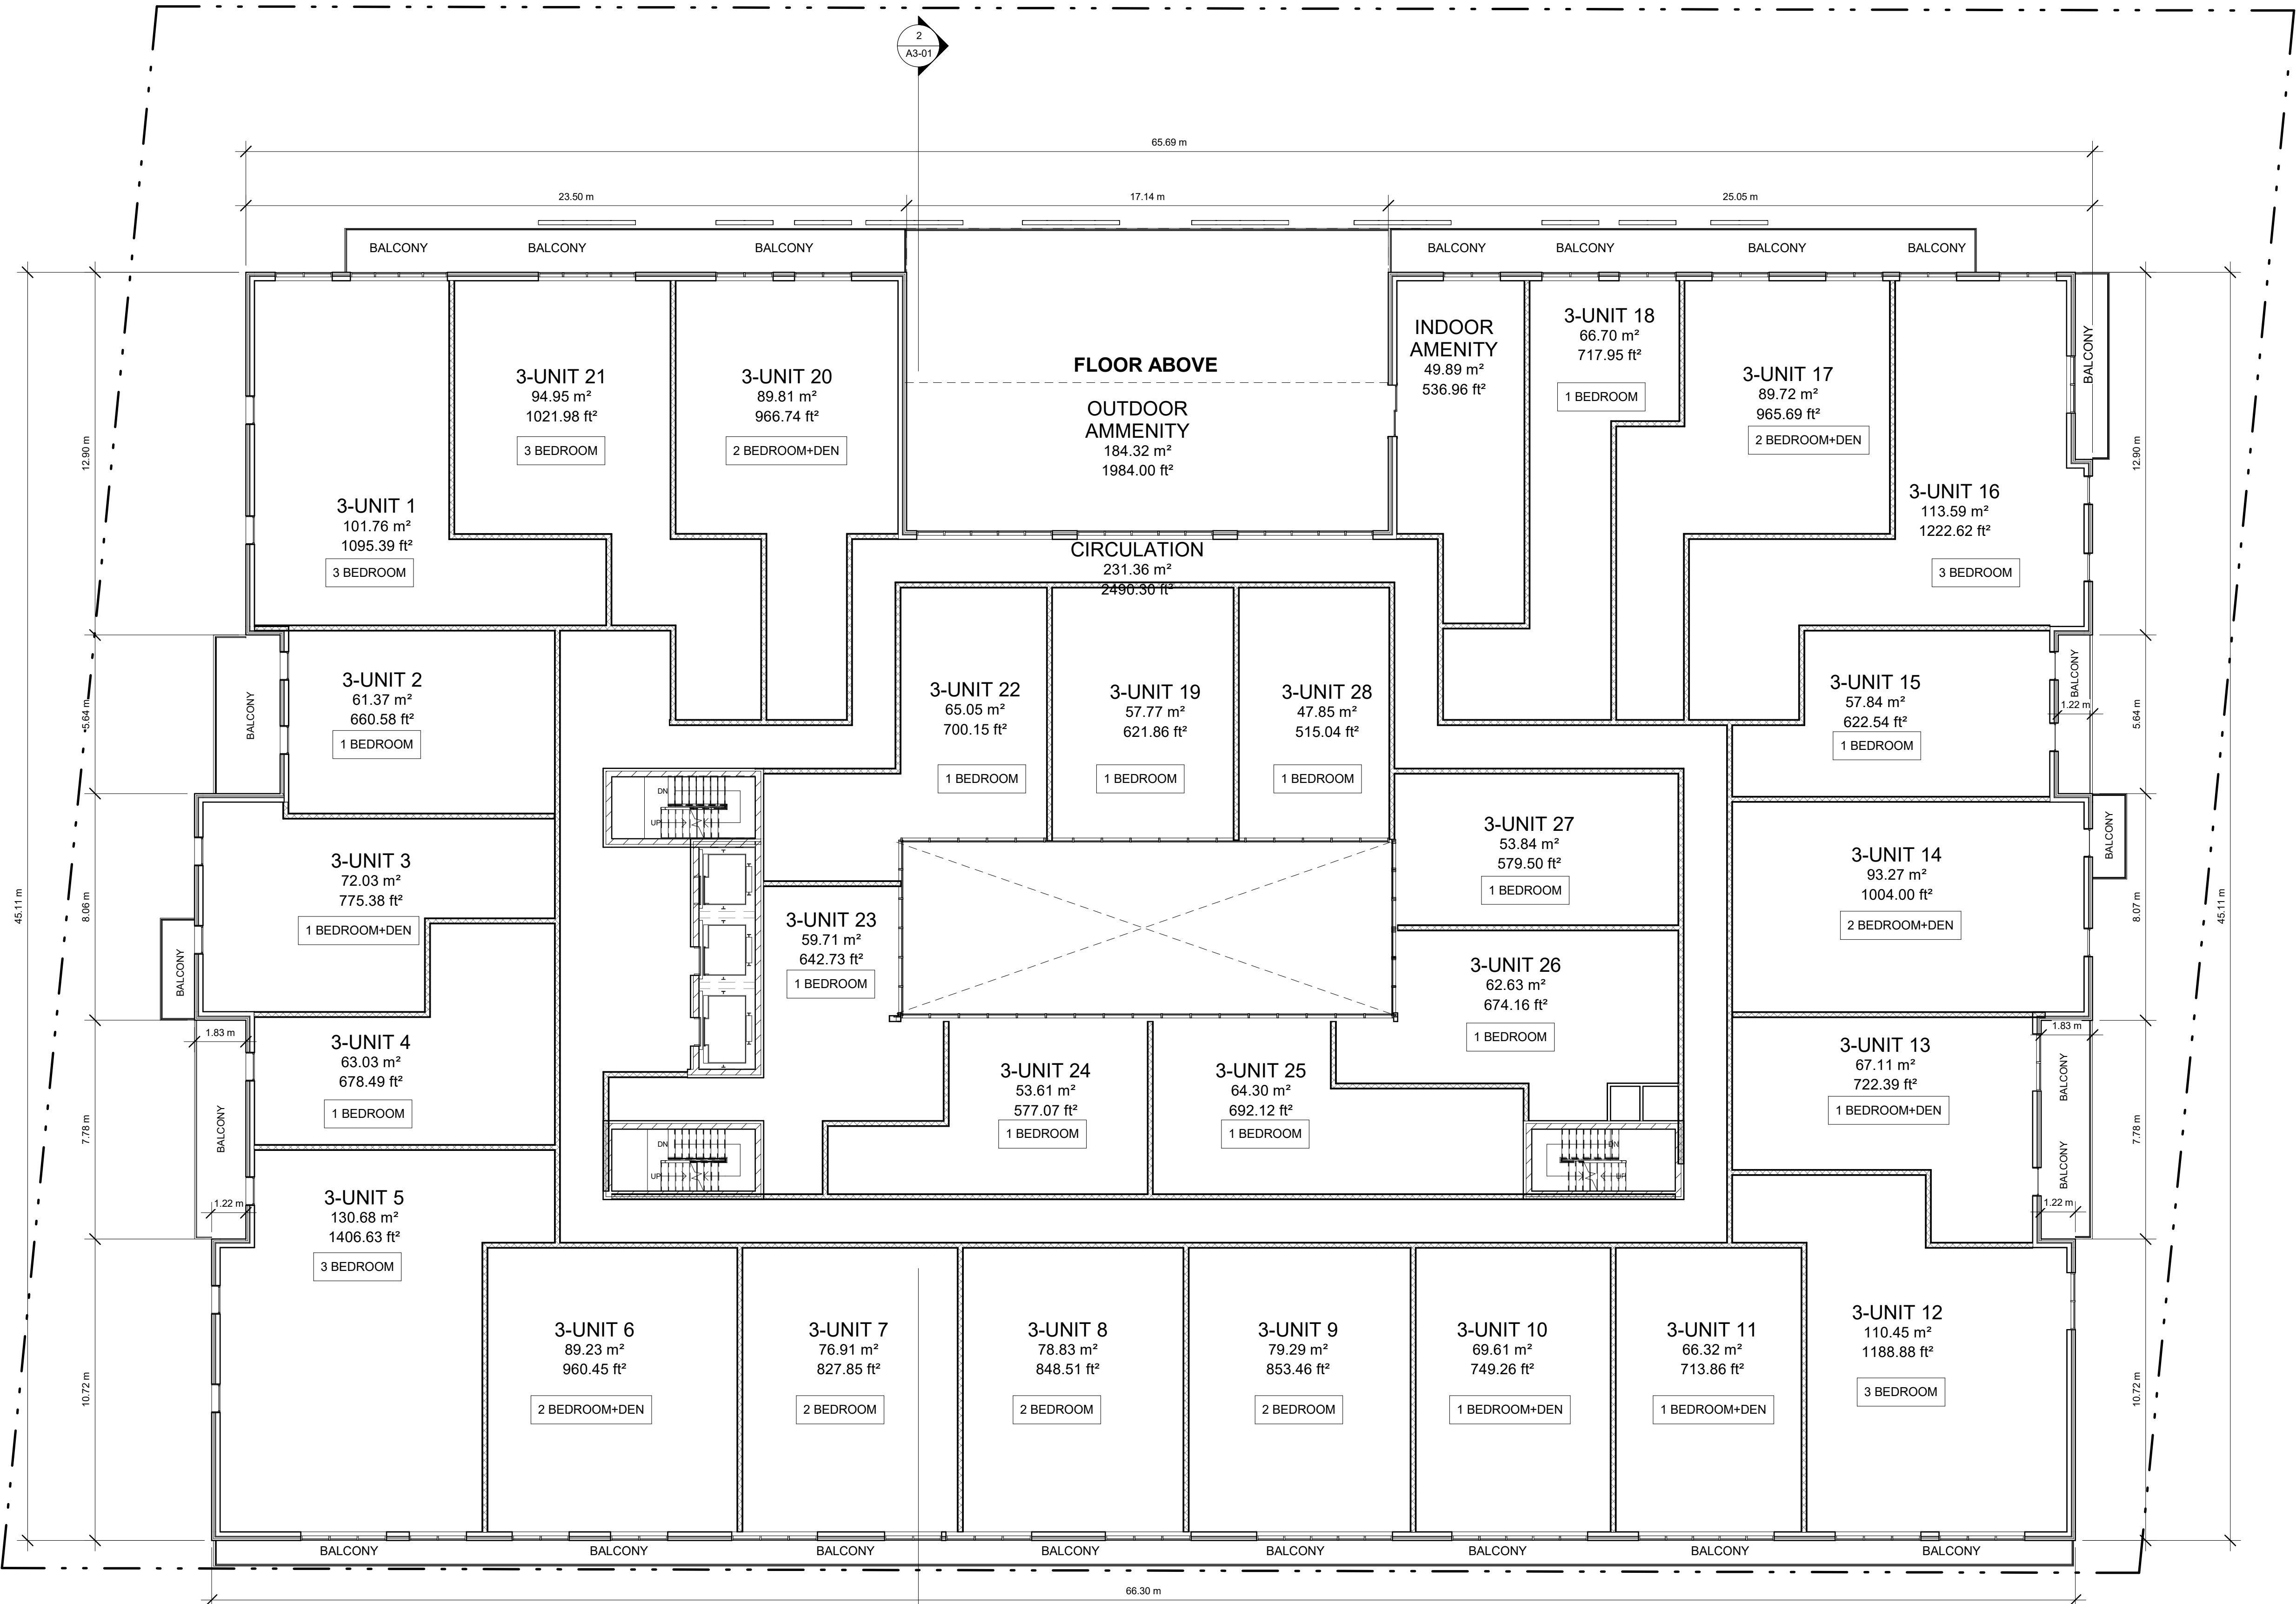 2
A3-01
65.69 m
23.50 m
17.14 m
25.05 m
BALCONY
BALCONY
BALCONY
BALCONY
BALCONY
BALCONY
BALCONY
FLOOR ABOVE
OUTDOOR
AMMENITY
184.32 m²
1984.00 ft²
CIRCULATION
231.36 m²
2490.30 ft²
INDOOR
AMENITY
49.89 m²
536.96 ft²
3-UNIT 18
66.70 m²
717.95 ft²
1 BEDROOM
3-UNIT 17
89.72 m²
965.69 ft²
2 BEDROOM+DEN
BALCONY
3-UNIT 21
94.95 m²
1021.98 ft²
3 BEDROOM
3-UNIT 20
89.81 m²
966.74 ft²
2 BEDROOM+DEN
12.90 m
3-UNIT 1
101.76 m²
1095.39 ft²
3 BEDROOM
3-UNIT 16
113.59 m²
1222.62 ft²
3 BEDROOM
12.90 m
5.64 m
BALCONY
3-UNIT 2
61.37 m²
660.58 ft²
1 BEDROOM
3-UNIT 22
65.05 m²
700.15 ft²
1 BEDROOM
3-UNIT 19
57.77 m²
621.86 ft²
1 BEDROOM
3-UNIT 28
47.85 m²
515.04 ft²
1 BEDROOM
3-UNIT 15
57.84 m²
622.54 ft²
1 BEDROOM
BALCONY
1.22 m
5.64 m
DN
UP
45.11 m
8.06 m
3-UNIT 3
72.03 m²
775.38 ft²
1 BEDROOM+DEN
BALCONY
3-UNIT 23
59.71 m²
642.73 ft²
1 BEDROOM
3-UNIT 27
53.84 m²
579.50 ft²
1 BEDROOM
3-UNIT 26
62.63 m²
674.16 ft²
1 BEDROOM
3-UNIT 14
93.27 m²
1004.00 ft²
2 BEDROOM+DEN
BALCONY
8.07 m
45.11 m
1.83 m
3-UNIT 4
63.03 m²
678.49 ft²
1 BEDROOM
BALCONY
7.78 m
1.22 m
3-UNIT 24
53.61 m²
577.07 ft²
1 BEDROOM
3-UNIT 25
64.30 m²
692.12 ft²
1 BEDROOM
3-UNIT 13
67.11 m²
722.39 ft²
1 BEDROOM+DEN
1.83 m
BALCONY
BALCONY
1.22 m
7.78 m
DN
UP
DN
UP
3-UNIT 5
130.68 m²
1406.63 ft²
3 BEDROOM
10.72 m
3-UNIT 6
89.23 m²
960.45 ft²
2 BEDROOM+DEN
3-UNIT 7
76.91 m²
827.85 ft²
2 BEDROOM
3-UNIT 8
78.83 m²
848.51 ft²
2 BEDROOM
3-UNIT 9
79.29 m²
853.46 ft²
2 BEDROOM
3-UNIT 10
69.61 m²
749.26 ft²
1 BEDROOM+DEN
3-UNIT 11
66.32 m²
713.86 ft²
1 BEDROOM+DEN
3-UNIT 12
110.45 m²
1188.88 ft²
3 BEDROOM
10.72 m
BALCONY
BALCONY
BALCONY
BALCONY
BALCONY
BALCONY
BALCONY
BALCONY
66.30 m